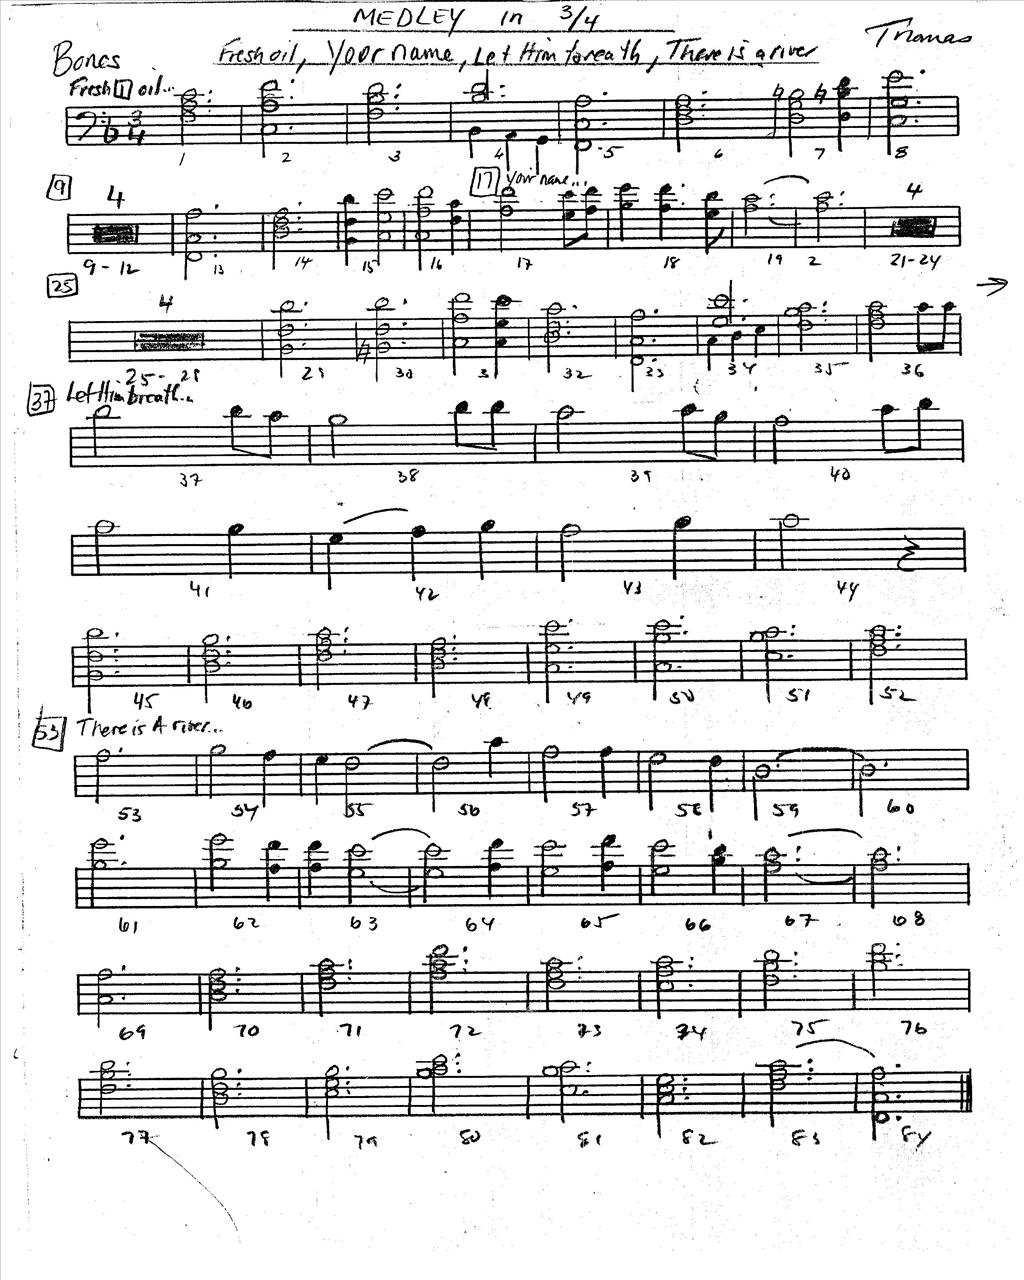 MEDLEY in 3/4
Bones
Fresh oil, Your name, Let Him breath, There is a river
Thomas
Fresh 1 oil...
3
4
1 2 3 4 5 6 7 8
9
17 Your name...
4 4
9-12 13 14 15 16 17 18 19 2 21-24
25
4
25-28 29 30 3 32 33 34 35 36
37 Let Him breath...
37 38 39 40
41 42 43 44
45 46 47 48 49 50 51 52
53 There is A river...
53 54 55 56 57 58 59 60
61 62 63 64 65 66 67 68
69 70 71 72 73 74 75 76
77 78 79 80 81 82 83 84